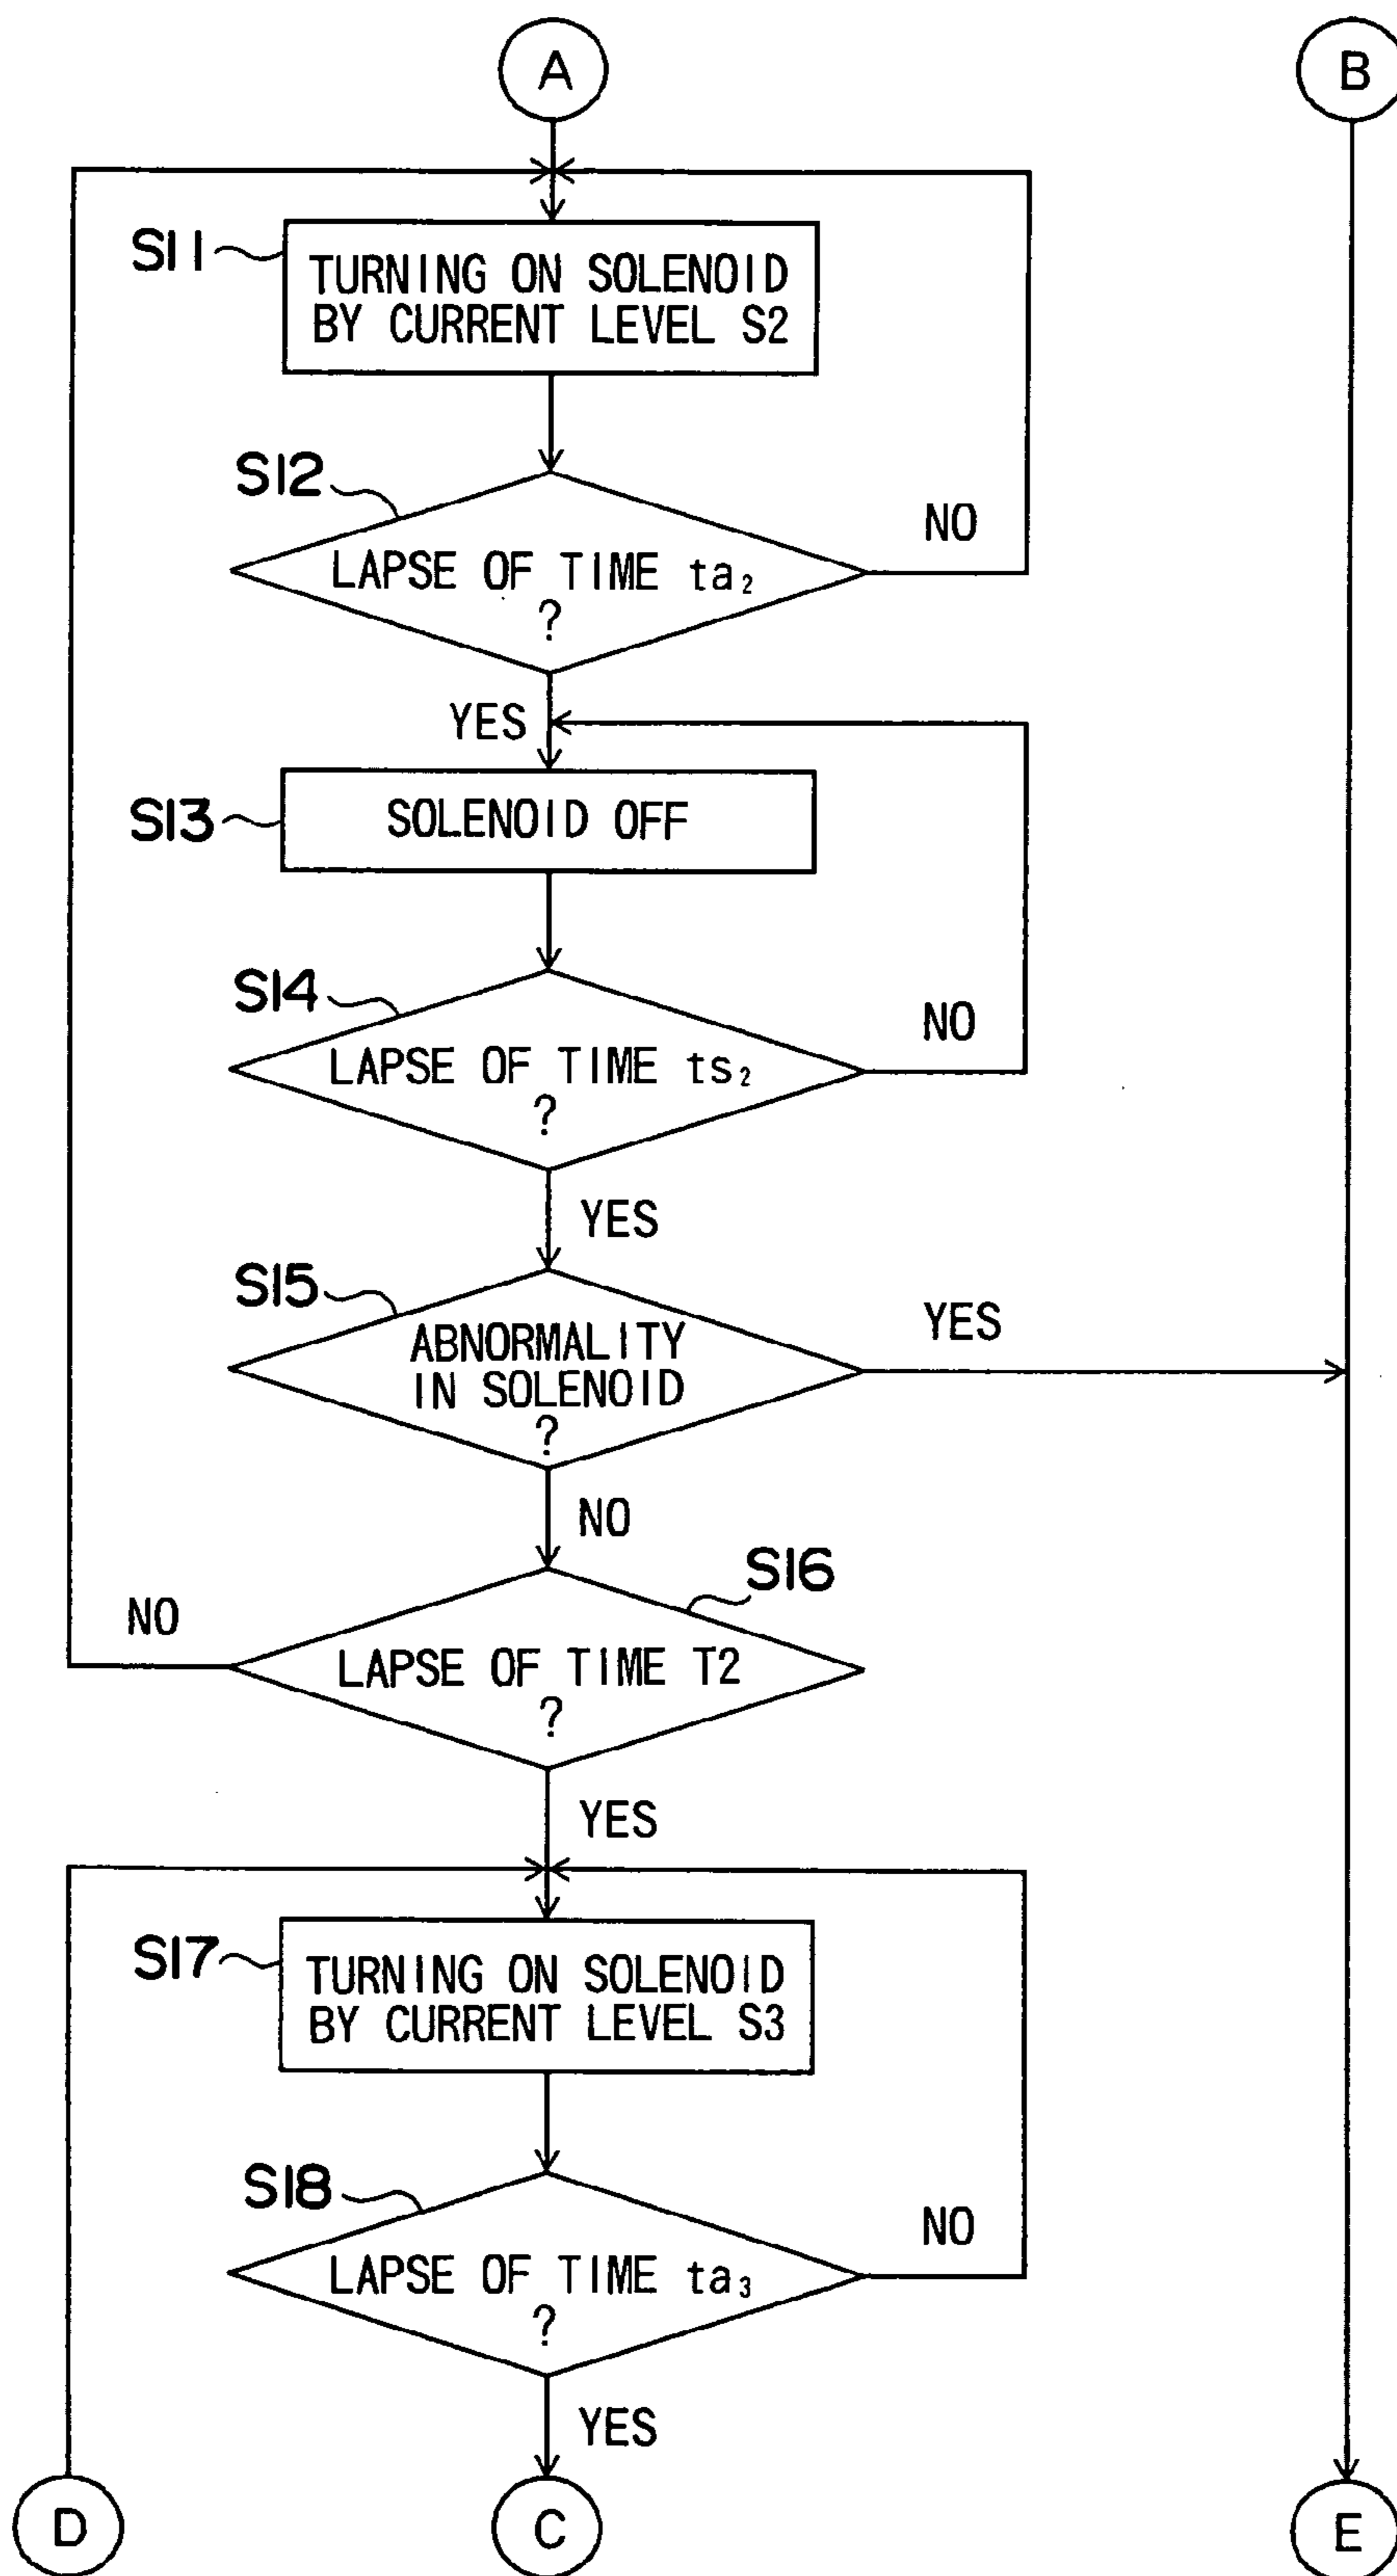 A
B
S11
TURNING ON SOLENOID
BY CURRENT LEVEL S2
S12
LAPSE OF TIME ta₂
?
NO
YES
S13
SOLENOID OFF
S14
LAPSE OF TIME ts₂
?
NO
YES
S15
ABNORMALITY
IN SOLENOID
?
YES
NO
S16
LAPSE OF TIME T2
?
NO
YES
S17
TURNING ON SOLENOID
BY CURRENT LEVEL S3
S18
LAPSE OF TIME ta₃
?
NO
YES
D
C
E